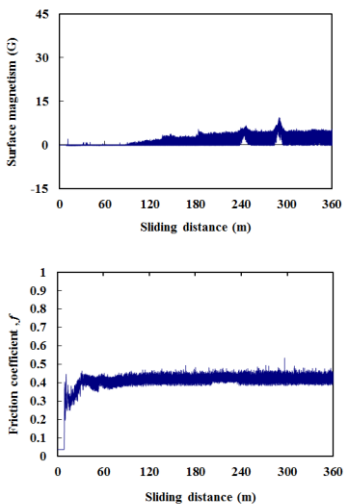 45
30
15
0
-15
Surface magnetism (G)
0 60 120 180 240 300 360
Sliding distance (m)
1
0.9
0.8
0.7
0.6
0.5
0.4
0.3
0.2
0.1
0
Friction coefficient ,f
0 60 120 180 240 300 360
Sliding distance (m)